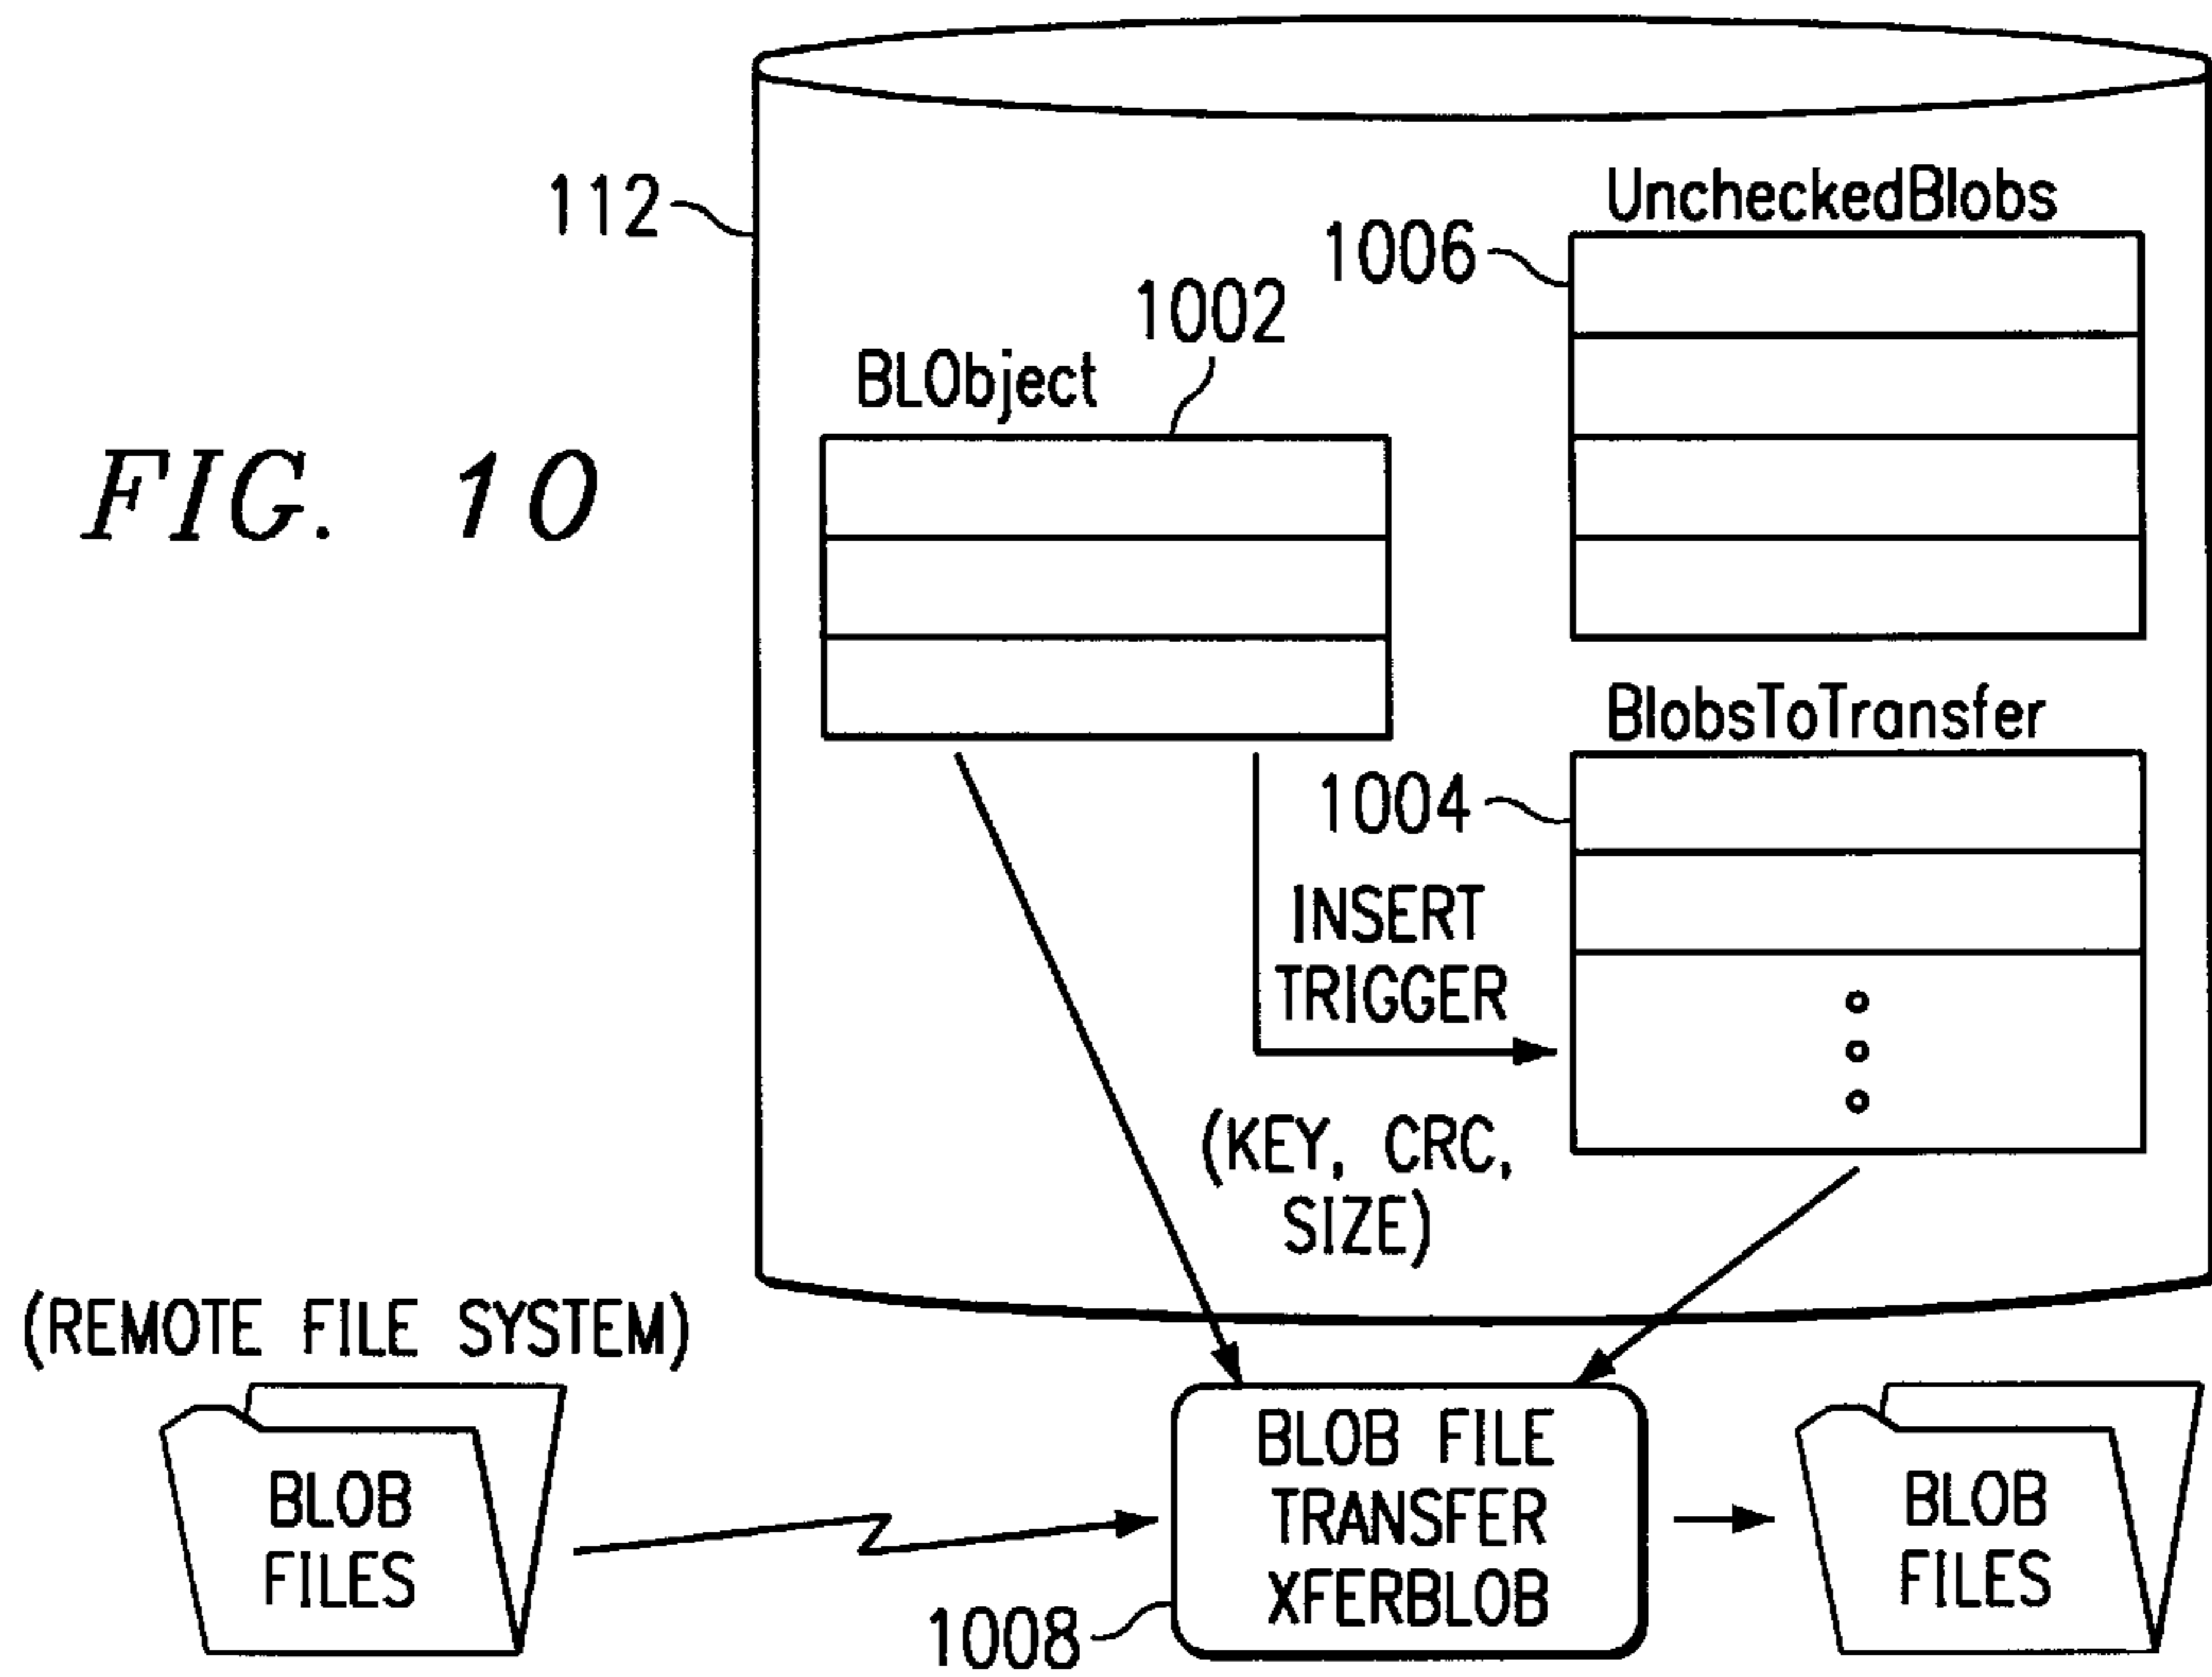 112
UncheckedBlobs
1006
1002
BLObject
FIG. 10
BlobsToTransfer
1004
INSERT
TRIGGER
(KEY, CRC,
SIZE)
(REMOTE FILE SYSTEM)
BLOB
FILES
BLOB FILE
TRANSFER
XFERBLOB
1008
BLOB
FILES